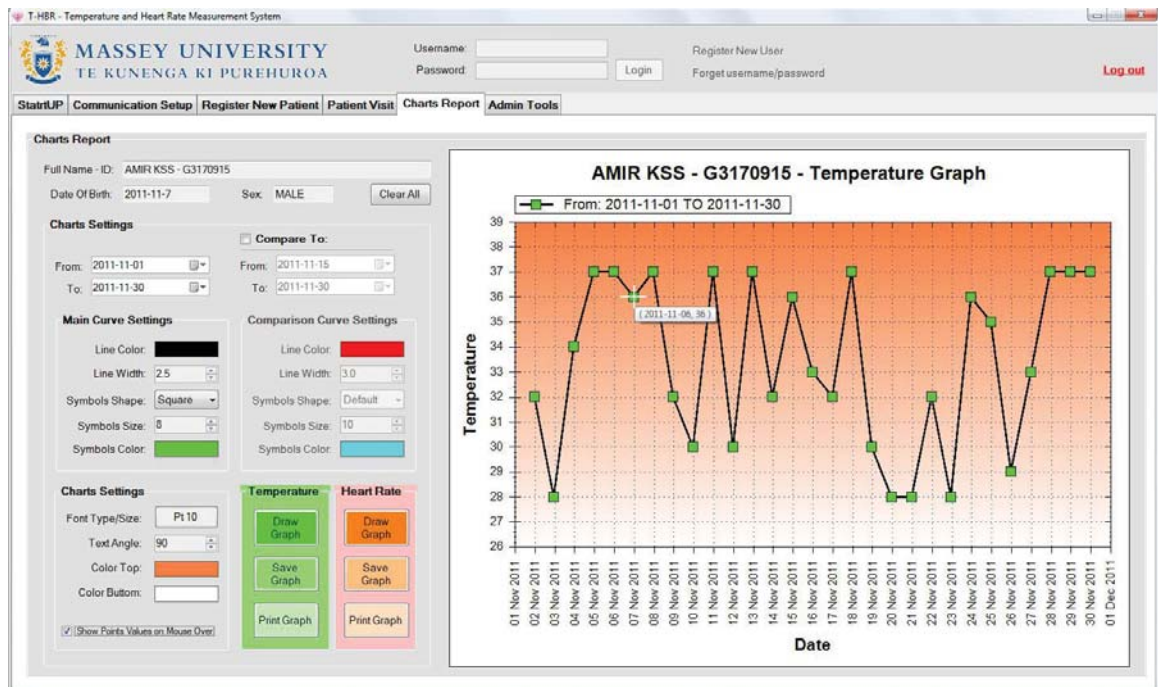 T-HBR - Temperature and Heart Rate Measurement System
MASSEY UNIVERSITY
TE KUNENGA KI PUREHUROA
Username:
Password:
Login
Register New User
Forget username/password
Log out
StatrtUP Communication Setup Register New Patient Patient Visit Charts Report Admin Tools
Charts Report
Full Name - ID: AMIR KSS - G3170915
Date Of Birth: 2011-11-7 Sex: MALE Clear All
Charts Settings
Compare To:
From: 2011-11-01 From: 2011-11-15
To: 2011-11-30 To: 2011-11-30
Main Curve Settings
Line Color:
Line Width: 2.5
Symbols Shape: Square
Symbols Size: 8
Symbols Color:
Comparison Curve Settings
Line Color:
Line Width: 3.0
Symbols Shape: Default
Symbols Size: 10
Symbols Color:
Charts Settings
Font Type/Size: Pt 10
Text Angle: 90
Color Top:
Color Buttom:
Show Points Values on Mouse Over
Temperature
Draw
Graph
Save
Graph
Print Graph
Heart Rate
Draw
Graph
Save
Graph
Print Graph
AMIR KSS - G3170915 - Temperature Graph
From: 2011-11-01 TO 2011-11-30
39
38
37
36
35
34
33
32
31
30
29
28
27
26
Temperature
( 2011-11-06, 36 )
01 Nov 2011
02 Nov 2011
03 Nov 2011
04 Nov 2011
05 Nov 2011
06 Nov 2011
07 Nov 2011
08 Nov 2011
09 Nov 2011
10 Nov 2011
11 Nov 2011
12 Nov 2011
13 Nov 2011
14 Nov 2011
15 Nov 2011
16 Nov 2011
17 Nov 2011
18 Nov 2011
19 Nov 2011
20 Nov 2011
21 Nov 2011
22 Nov 2011
23 Nov 2011
24 Nov 2011
25 Nov 2011
26 Nov 2011
27 Nov 2011
28 Nov 2011
29 Nov 2011
30 Nov 2011
01 Dec 2011
Date